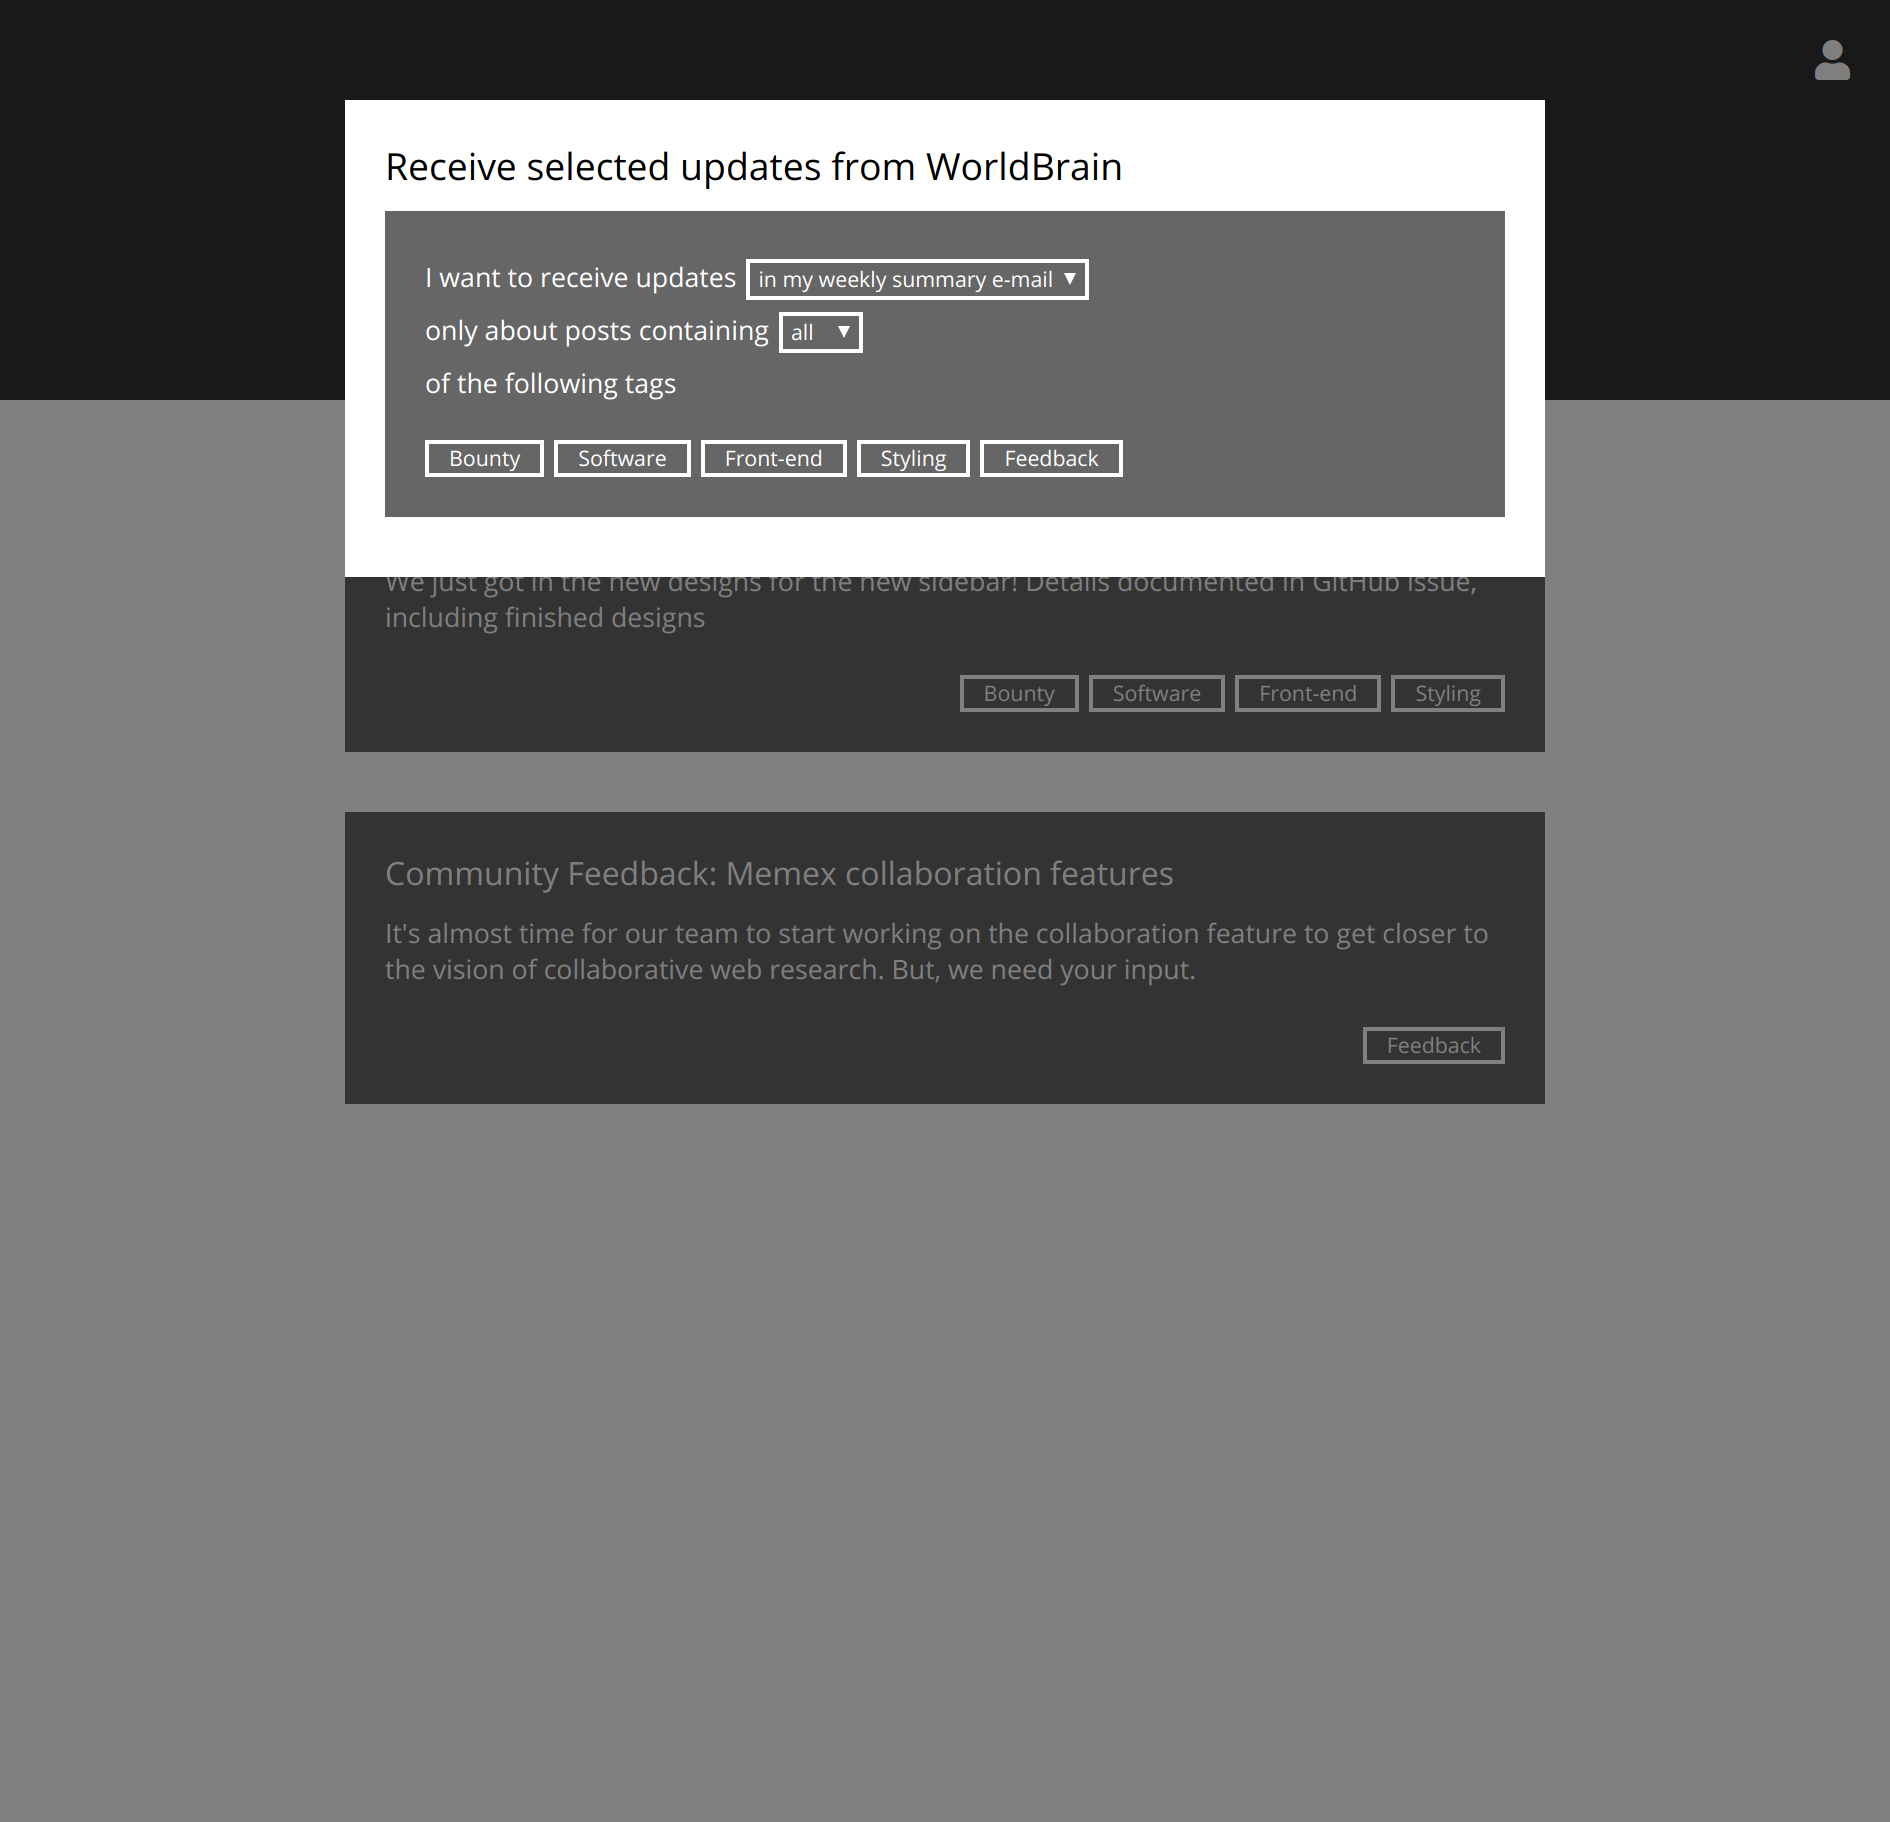 Receive selected updates from WorldBrain
I want to receive updates in my weekly summary e-mail ▼
only about posts containing all ▼
of the following tags
Bounty Software Front-end Styling Feedback
We just got in the new designs for the new sidebar! Details documented in GitHub issue,
including finished designs
Bounty Software Front-end Styling
Community Feedback: Memex collaboration features
It's almost time for our team to start working on the collaboration feature to get closer to
the vision of collaborative web research. But, we need your input.
Feedback